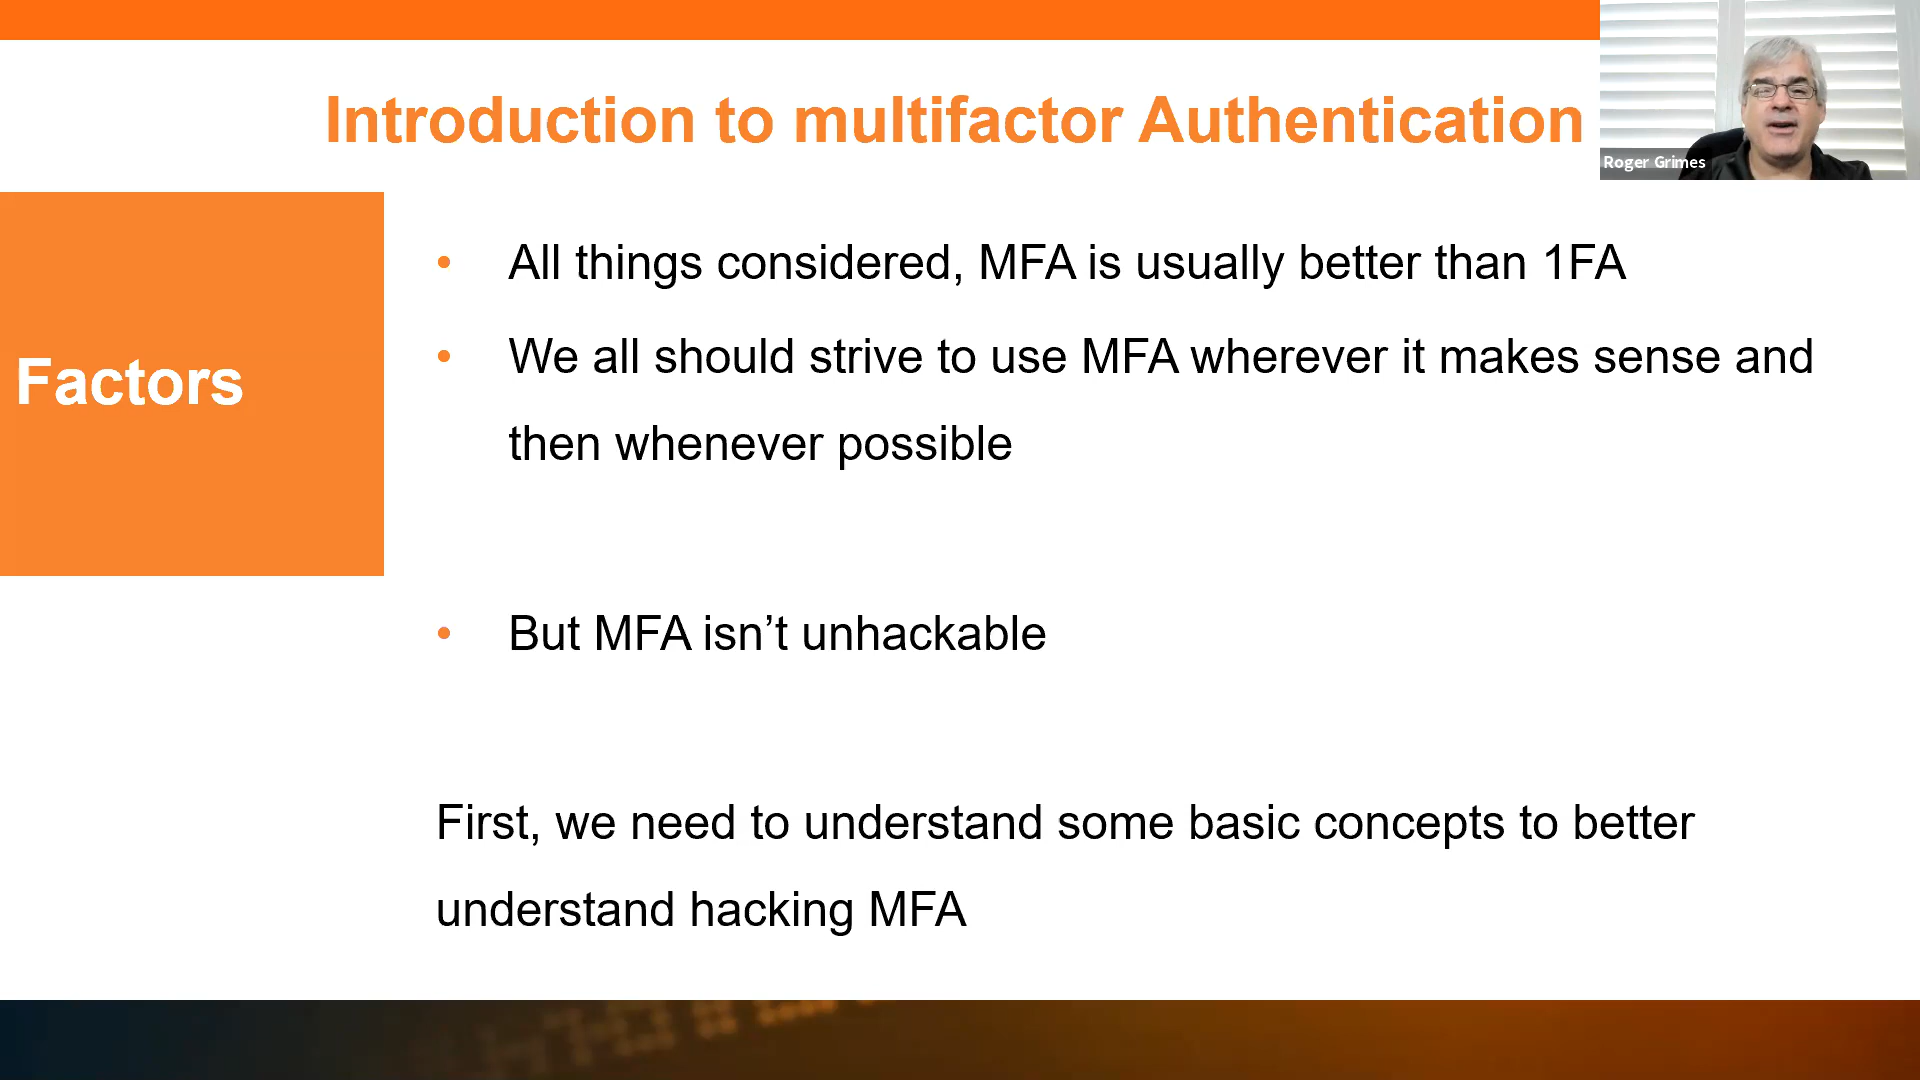 Introduction to multifactor Authentication
Roger Grimes
Factors
• All things considered, MFA is usually better than 1FA
• We all should strive to use MFA wherever it makes sense and
then whenever possible
• But MFA isn’t unhackable
First, we need to understand some basic concepts to better
understand hacking MFA